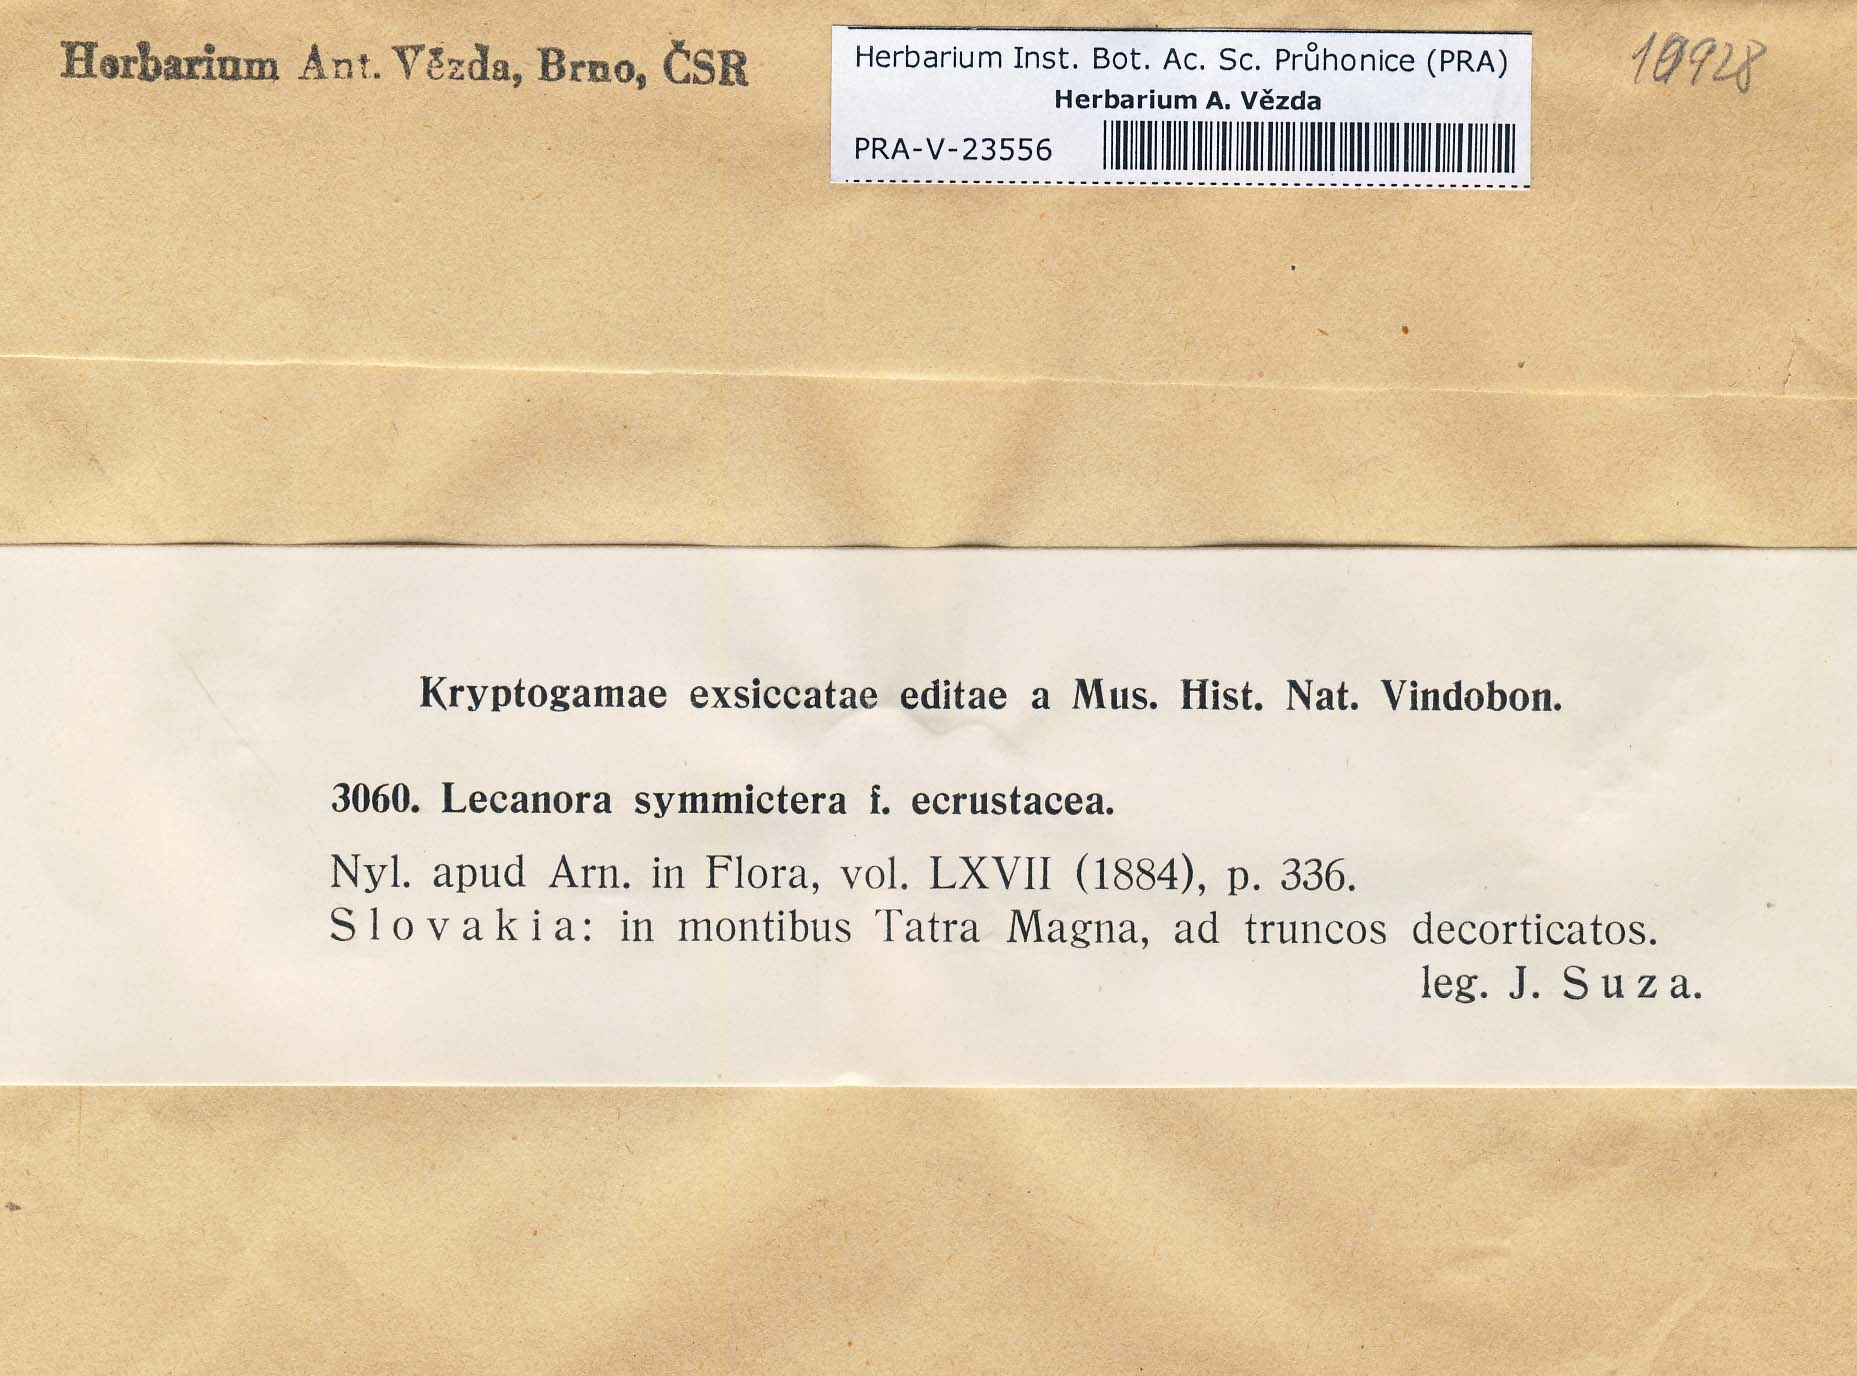 Herbarium Ant. Vězda, Brno, ČSR
Herbarium Inst. Bot. Ac. Sc. Průhonice (PRA)
Herbarium A. Vězda
PRA-V-23556
Kryptogamae exsiccatae editae a Mus. Hist. Nat. Vindobon.
3060. Lecanora symmictera f. ecrustacea.
Nyl. apud Arn. in Flora, vol. LXVII (1884), p. 336.
Slovakia: in montibus Tatra Magna, ad truncos decorticatos.
leg. J. Suza.